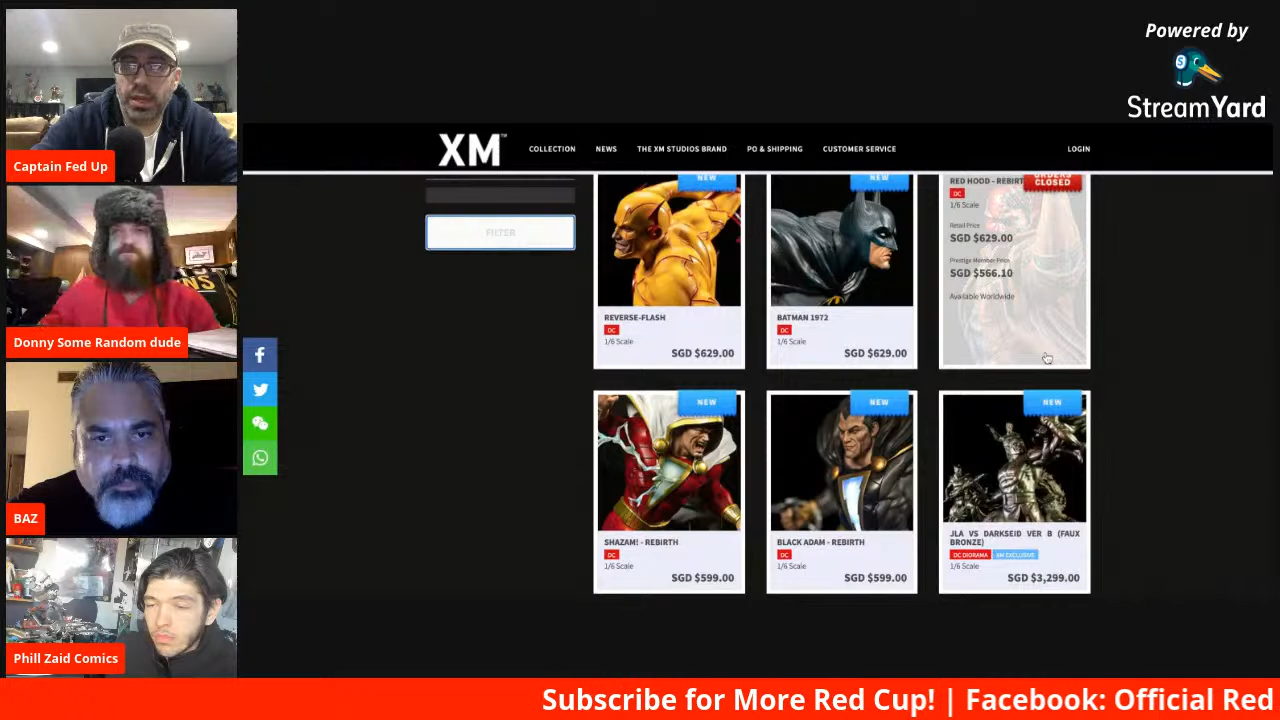 Powered by
StreamYard
XM™
COLLECTION
NEWS
THE XM STUDIOS BRAND
PO & SHIPPING
CUSTOMER SERVICE
LOGIN
FILTER
NEW
REVERSE-FLASH
DC
1/6 Scale
SGD $629.00
NEW
BATMAN 1972
DC
1/6 Scale
SGD $629.00
ORDERS
CLOSED
RED HOOD - REBIRT
DC
1/6 Scale
Retail Price
SGD $629.00
Prestige Member Price
SGD $566.10
Available Worldwide
NEW
SHAZAM! - REBIRTH
DC
1/6 Scale
SGD $599.00
NEW
BLACK ADAM - REBIRTH
DC
1/6 Scale
SGD $599.00
NEW
JLA VS DARKSEID VER B (FAUX
BRONZE)
DC DIORAMA
XM EXCLUSIVE
1/6 Scale
SGD $3,299.00
Captain Fed Up
Donny Some Random dude
BAZ
Phill Zaid Comics
Subscribe for More Red Cup! | Facebook: Official Red